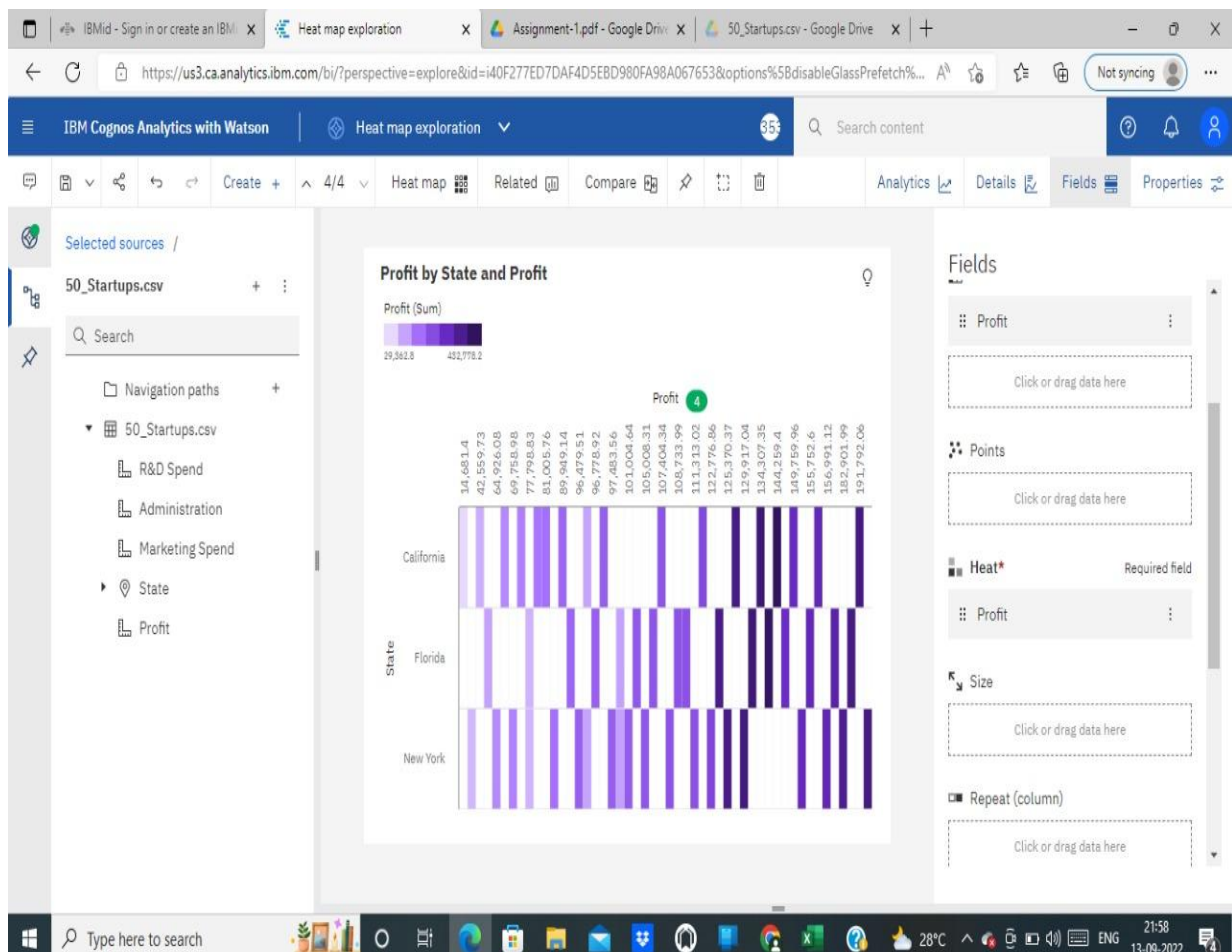 IBMid - Sign in or create an IBM
Heat map exploration
Assignment-1.pdf - Google Drive
50_Startups.csv - Google Drive
https://us3.ca.analytics.ibm.com/bi/?perspective=explore&id=i40F277ED7DAF4D5EBD980FA98A067653&options%5BdisableGlassPrefetch%...
Not syncing
IBM Cognos Analytics with Watson
Heat map exploration
Search content
Create +
4/4
Heat map
Related
Compare
Analytics
Details
Fields
Properties
Selected sources /
50_Startups.csv
Search
Navigation paths
50_Startups.csv
R&D Spend
Administration
Marketing Spend
State
Profit
Profit by State and Profit
Profit (Sum)
29,362.8 432,778.2
Profit 4
14,681.4
42,559.73
64,926.08
69,758.98
77,798.83
81,005.76
89,949.14
96,479.51
96,778.92
97,483.56
101,004.64
105,008.31
107,404.34
108,733.99
111,313.02
122,776.86
125,370.37
129,917.04
134,307.35
144,259.4
149,759.96
155,752.6
156,991.12
182,901.99
191,792.06
State
California
Florida
New York
Fields
Profit
Click or drag data here
Points
Click or drag data here
Heat* Required field
Profit
Size
Click or drag data here
Repeat (column)
Click or drag data here
Type here to search
28°C
ENG
21:58
13-09-2022